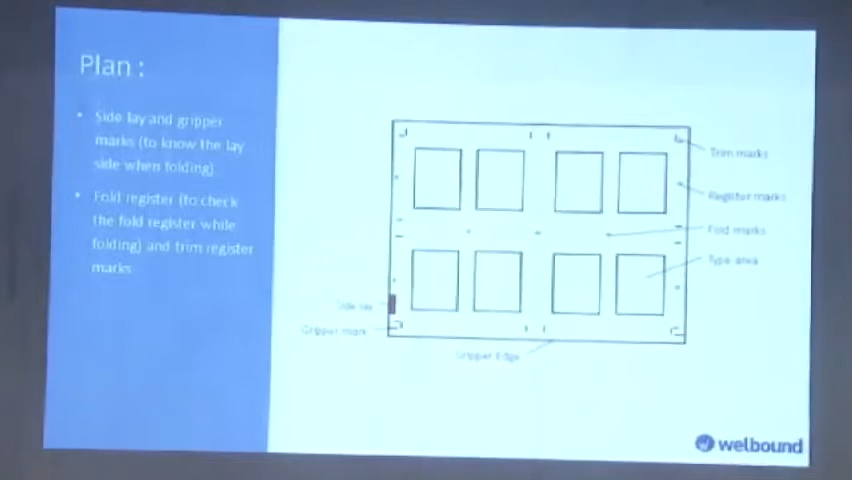 Plan :
• Side lay and gripper
marks (to know the lay
side when folding)
• Fold register (to check
the fold register while
folding) and trim register
marks
Trim marks
Register marks
Fold marks
Type area
Side lay
Gripper mark
Gripper Edge
welbound